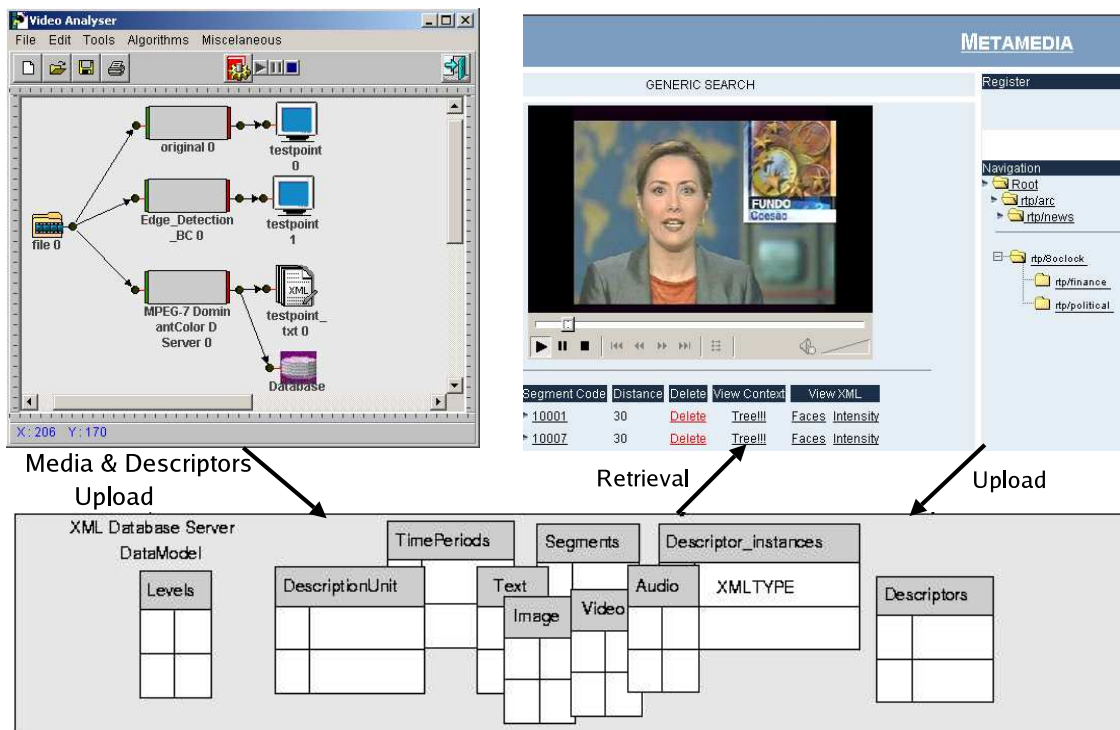 Video Analyser
File Edit Tools Algorithms Miscelaneous
original 0
testpoint
0
Edge_Detection
_BC 0
testpoint
1
file 0
XML
MPEG-7 Domin
antColor D
Server 0
testpoint_
txt 0
Database
X: 206 Y: 170
METAMEDIA
GENERIC SEARCH
Register
FUNDO
Coesão
Navigation
Root
rtp/arc
rtp/news
rtp/8oclock
rtp/finance
rtp/political
Segment Code Distance Delete View Context View XML
10001 30 Delete Tree!!! Faces Intensity
10007 30 Delete Tree!!! Faces Intensity
Media & Descriptors
Upload
Retrieval
Upload
XML Database Server
DataModel
Levels
DescriptionUnit
TimePeriods
Text
Segments
Image
Video
Audio
Descriptor_instances
XMLTYPE
Descriptors